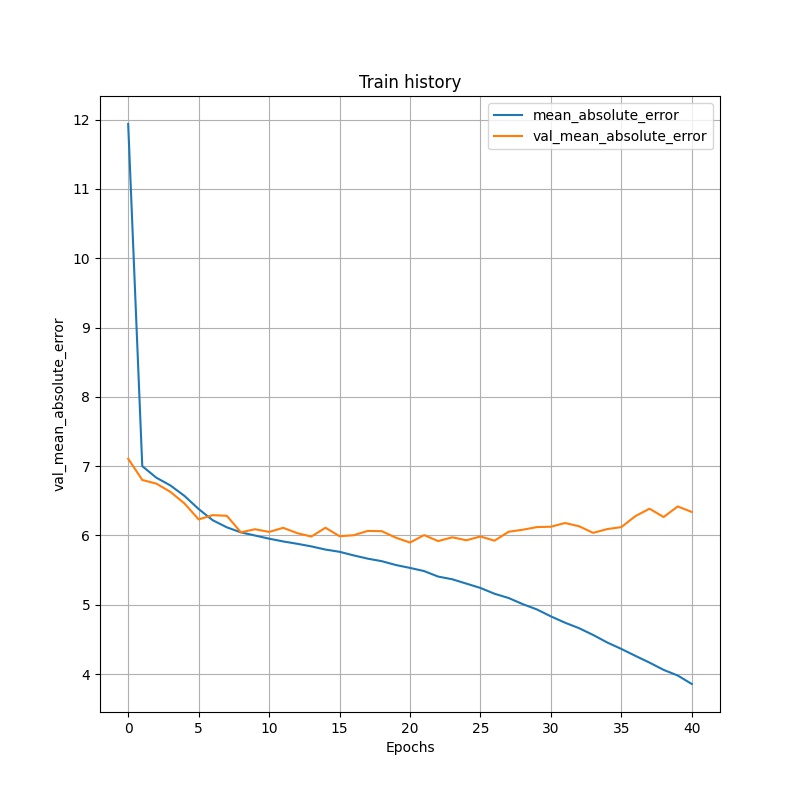 Train history
mean_absolute_error
val_mean_absolute_error
val_mean_absolute_error
12
11
10
9
8
7
6
5
4
0 5 10 15 20 25 30 35 40
Epochs